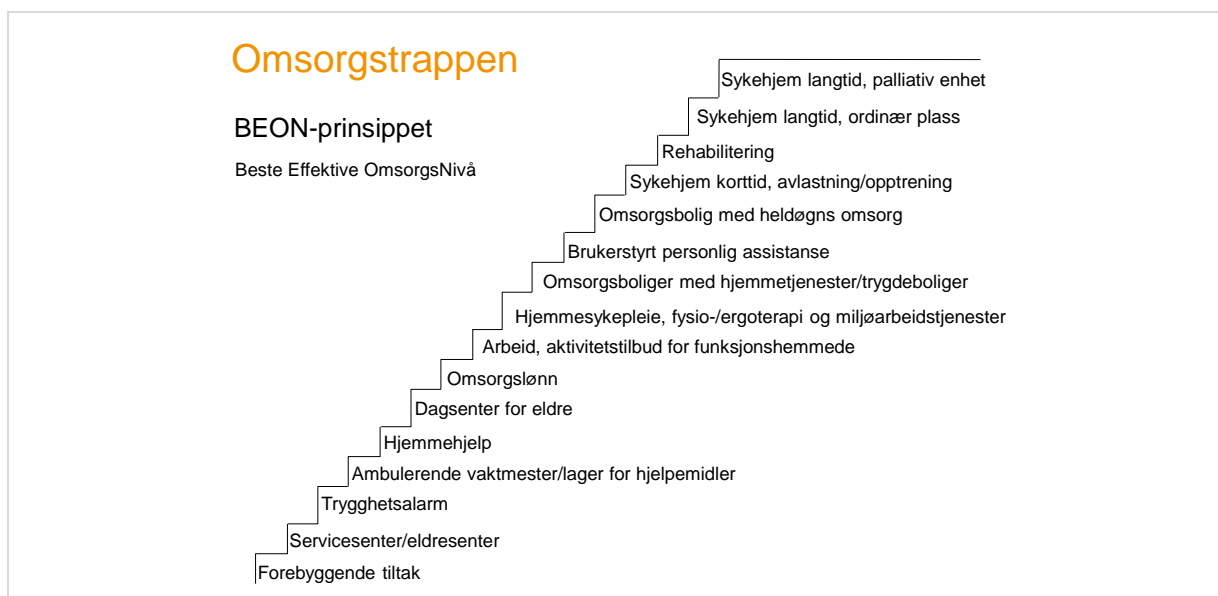 Omsorgstrappen
BEON-prinsippet
Beste Effektive OmsorgsNivå
Sykehjem langtid, palliativ enhet
Sykehjem langtid, ordinær plass
Rehabilitering
Sykehjem korttid, avlastning/opptrening
Omsorgsbolig med heldøgns omsorg
Brukerstyrt personlig assistanse
Omsorgsboliger med hjemmetjenester/trygdeboliger
Hjemmesykepleie, fysio-/ergoterapi og miljøarbeidstjenester
Arbeid, aktivitetstilbud for funksjonshemmede
Omsorgslønn
Dagsenter for eldre
Hjemmehjelp
Ambulerende vaktmester/lager for hjelpemidler
Trygghetsalarm
Servicesenter/eldresenter
Forebyggende tiltak